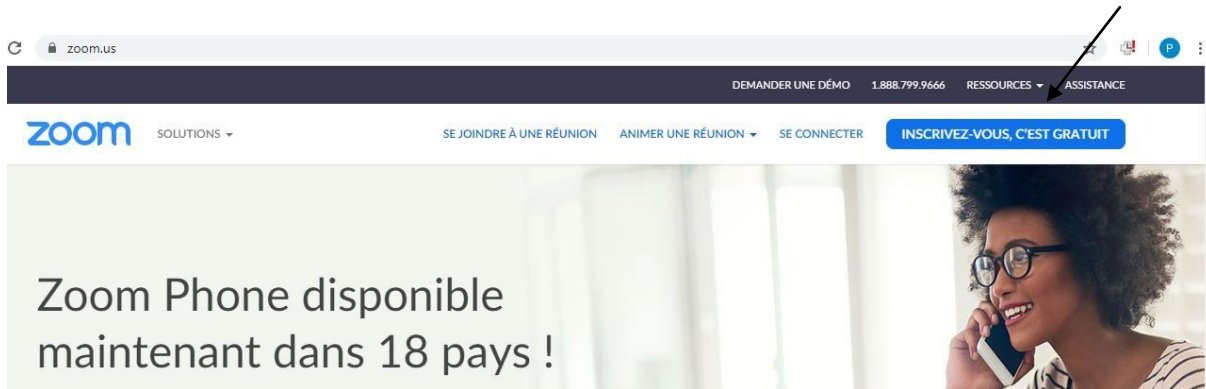 zoom.us
P
DEMANDER UNE DÉMO 1.888.799.9666 RESSOURCES ASSISTANCE
zoom SOLUTIONS SE JOINDRE À UNE RÉUNION ANIMER UNE RÉUNION SE CONNECTER INSCRIVEZ-VOUS, C'EST GRATUIT
Zoom Phone disponible
maintenant dans 18 pays !